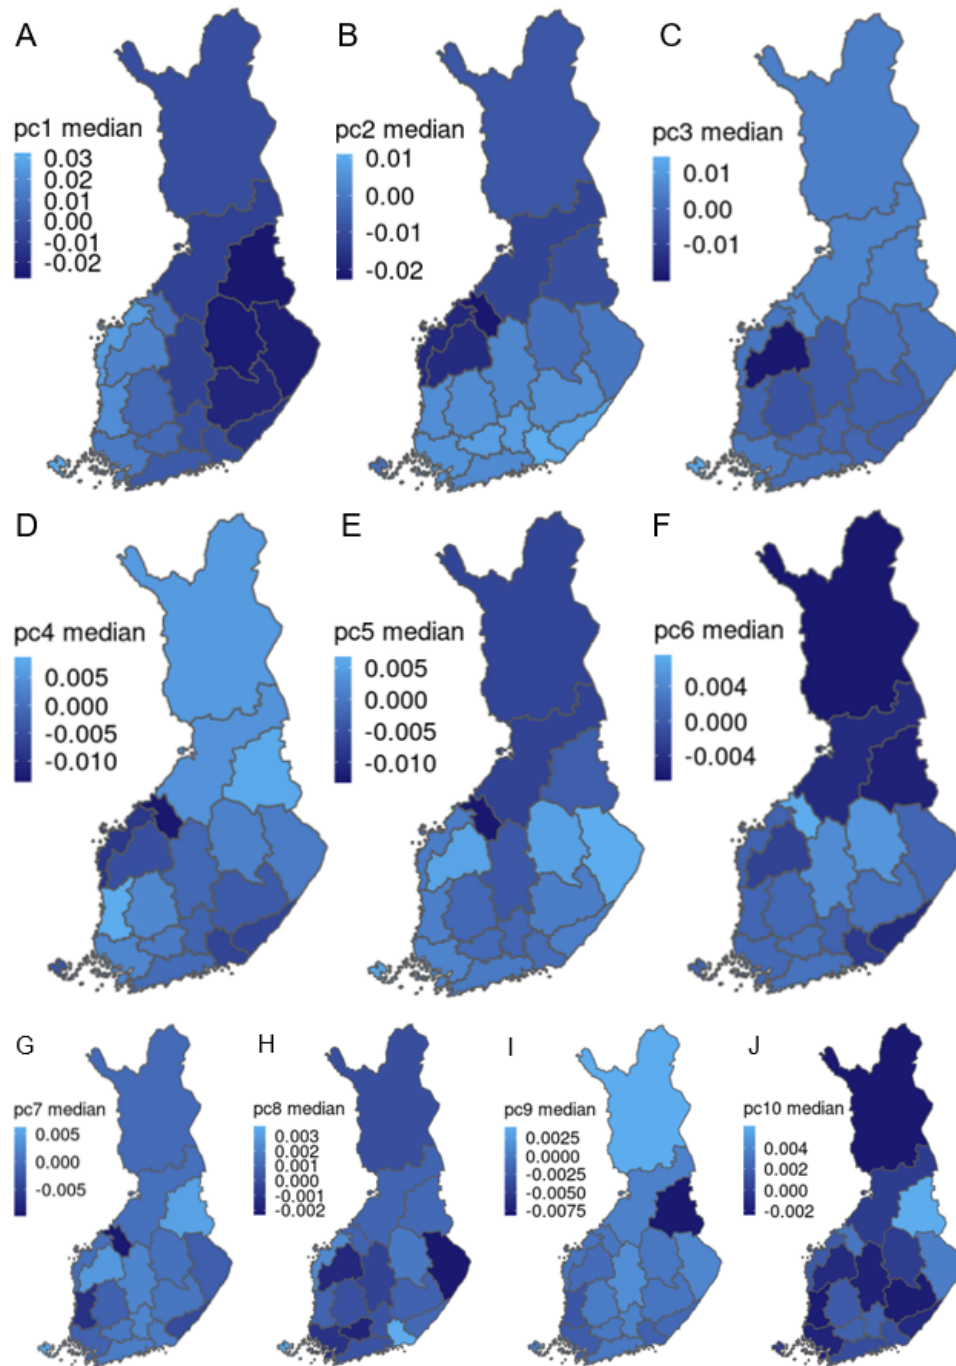 A
pc1 median
0.03
0.02
0.01
0.00
-0.01
-0.02
B
pc2 median
0.01
0.00
-0.01
-0.02
C
pc3 median
0.01
0.00
-0.01
D
pc4 median
0.005
0.000
-0.005
-0.010
E
pc5 median
0.005
0.000
-0.005
-0.010
F
pc6 median
0.004
0.000
-0.004
G
pc7 median
0.005
0.000
-0.005
H
pc8 median
0.003
0.002
0.001
0.000
-0.001
-0.002
I
pc9 median
0.0025
0.0000
-0.0025
-0.0050
-0.0075
J
pc10 median
0.004
0.002
0.000
-0.002